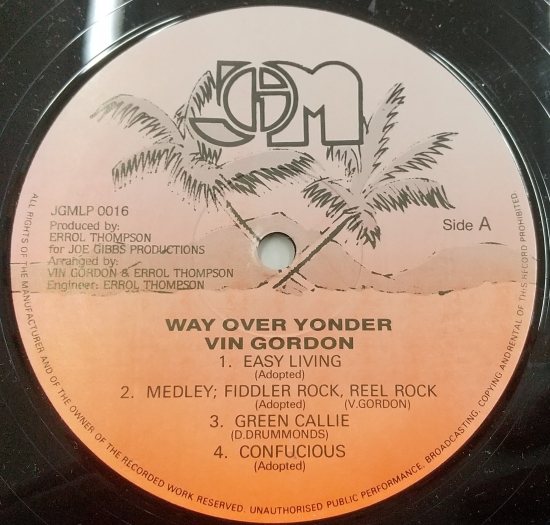 JGM
JGMLP 0016
Produced by:
ERROL THOMPSON
for JOE GIBBS PRODUCTIONS
Arranged by:
VIN GORDON & ERROL THOMPSON
Engineer: ERROL THOMPSON
Side A
WAY OVER YONDER
VIN GORDON
1. EASY LIVING
(Adopted)
2. MEDLEY; FIDDLER ROCK, REEL ROCK
(Adopted) (V.GORDON)
3. GREEN CALLIE
(D.DRUMMONDS)
4. CONFUCIOUS
(Adopted)
ALL RIGHTS OF THE MANUFACTURER AND OF THE OWNER OF THE RECORDED WORK RESERVED. UNAUTHORISED PUBLIC PERFORMANCE, BROADCASTING, COPYING AND RENTAL OF THIS RECORD PROHIBITED.